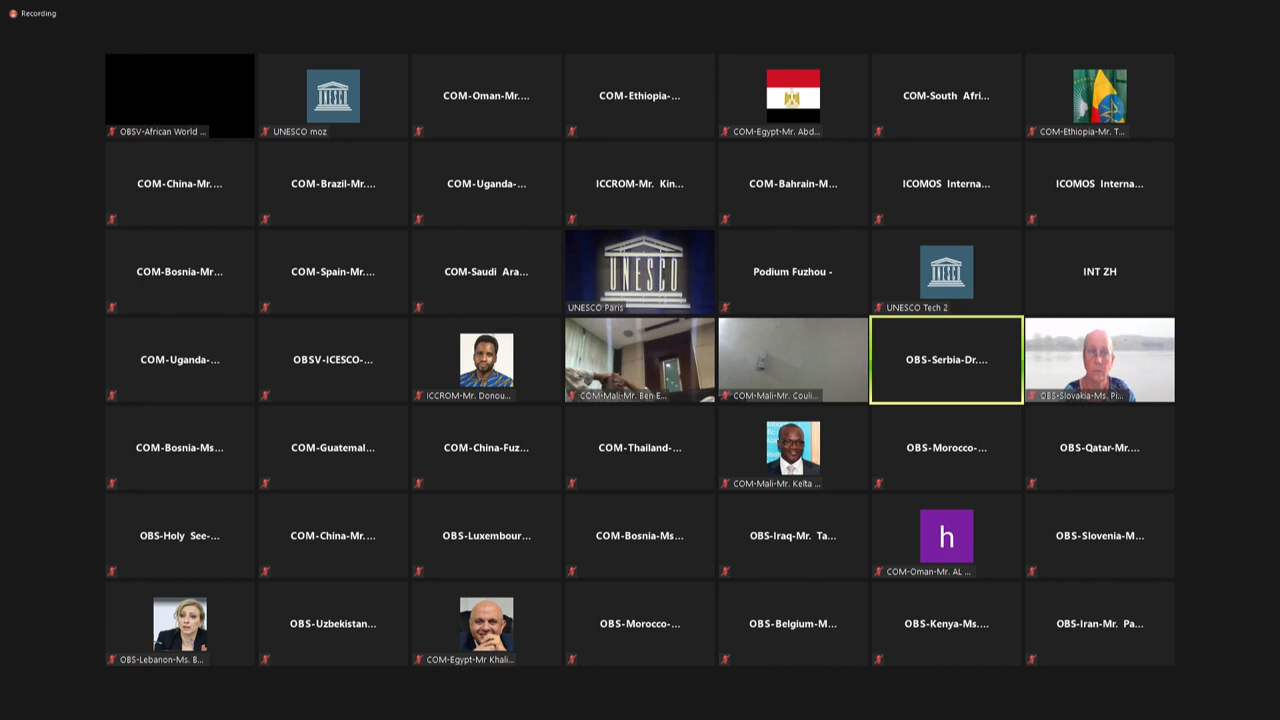 Recording
OBSV-African World ...
UNESCO
UNESCO moz
COM-Oman-Mr....
COM-Ethiopia-...
COM-Egypt-Mr. Abd...
COM-South Afri...
COM-Ethiopia-Mr. T...
COM-China-Mr....
COM-Brazil-Mr....
COM-Uganda-...
ICCROM-Mr. Kin...
COM-Bahrain-M...
ICOMOS Interna...
ICOMOS Interna...
COM-Bosnia-Mr...
COM-Spain-Mr....
COM-Saudi Ara...
UNESCO
UNESCO Paris
Podium Fuzhou -
UNESCO
UNESCO Tech 2
INT ZH
COM-Uganda-...
OBSV-ICESCO-...
ICCROM-Mr. Donou...
COM-Mali-Mr. Ben E...
COM-Mali-Mr. Couli...
OBS-Serbia-Dr....
OBS-Slovakia-Ms. Pi...
COM-Bosnia-Ms...
COM-Guatemal...
COM-China-Fuz...
COM-Thailand-...
COM-Mali-Mr. Keïta ...
OBS-Morocco-...
OBS-Qatar-Mr....
OBS-Holy See-...
COM-China-Mr....
OBS-Luxembour...
COM-Bosnia-Ms...
OBS-Iraq-Mr. Ta...
h
COM-Oman-Mr. AL ...
OBS-Slovenia-M...
OBS-Lebanon-Ms. B...
OBS-Uzbekistan...
COM-Egypt-Mr Khali...
OBS-Morocco-...
OBS-Belgium-M...
OBS-Kenya-Ms....
OBS-Iran-Mr. Pa...